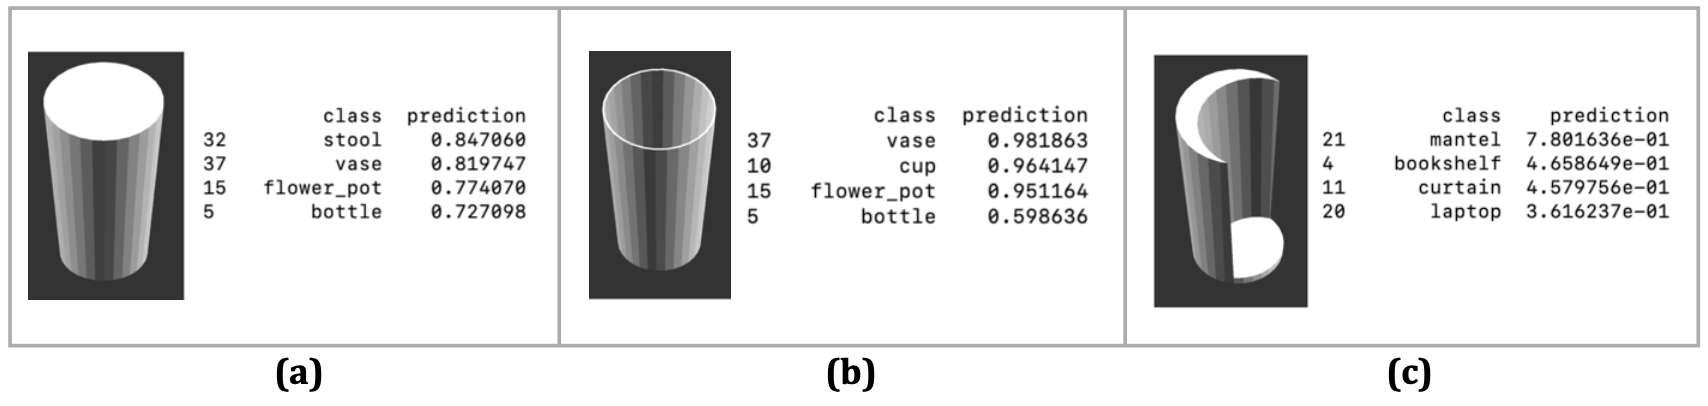 class prediction
32 stool 0.847060
37 vase 0.819747
15 flower_pot 0.774070
5 bottle 0.727098
class prediction
37 vase 0.981863
10 cup 0.964147
15 flower_pot 0.951164
5 bottle 0.598636
class prediction
21 mantel 7.801636e-01
4 bookshelf 4.658649e-01
11 curtain 4.579756e-01
20 laptop 3.616237e-01
(a)
(b)
(c)